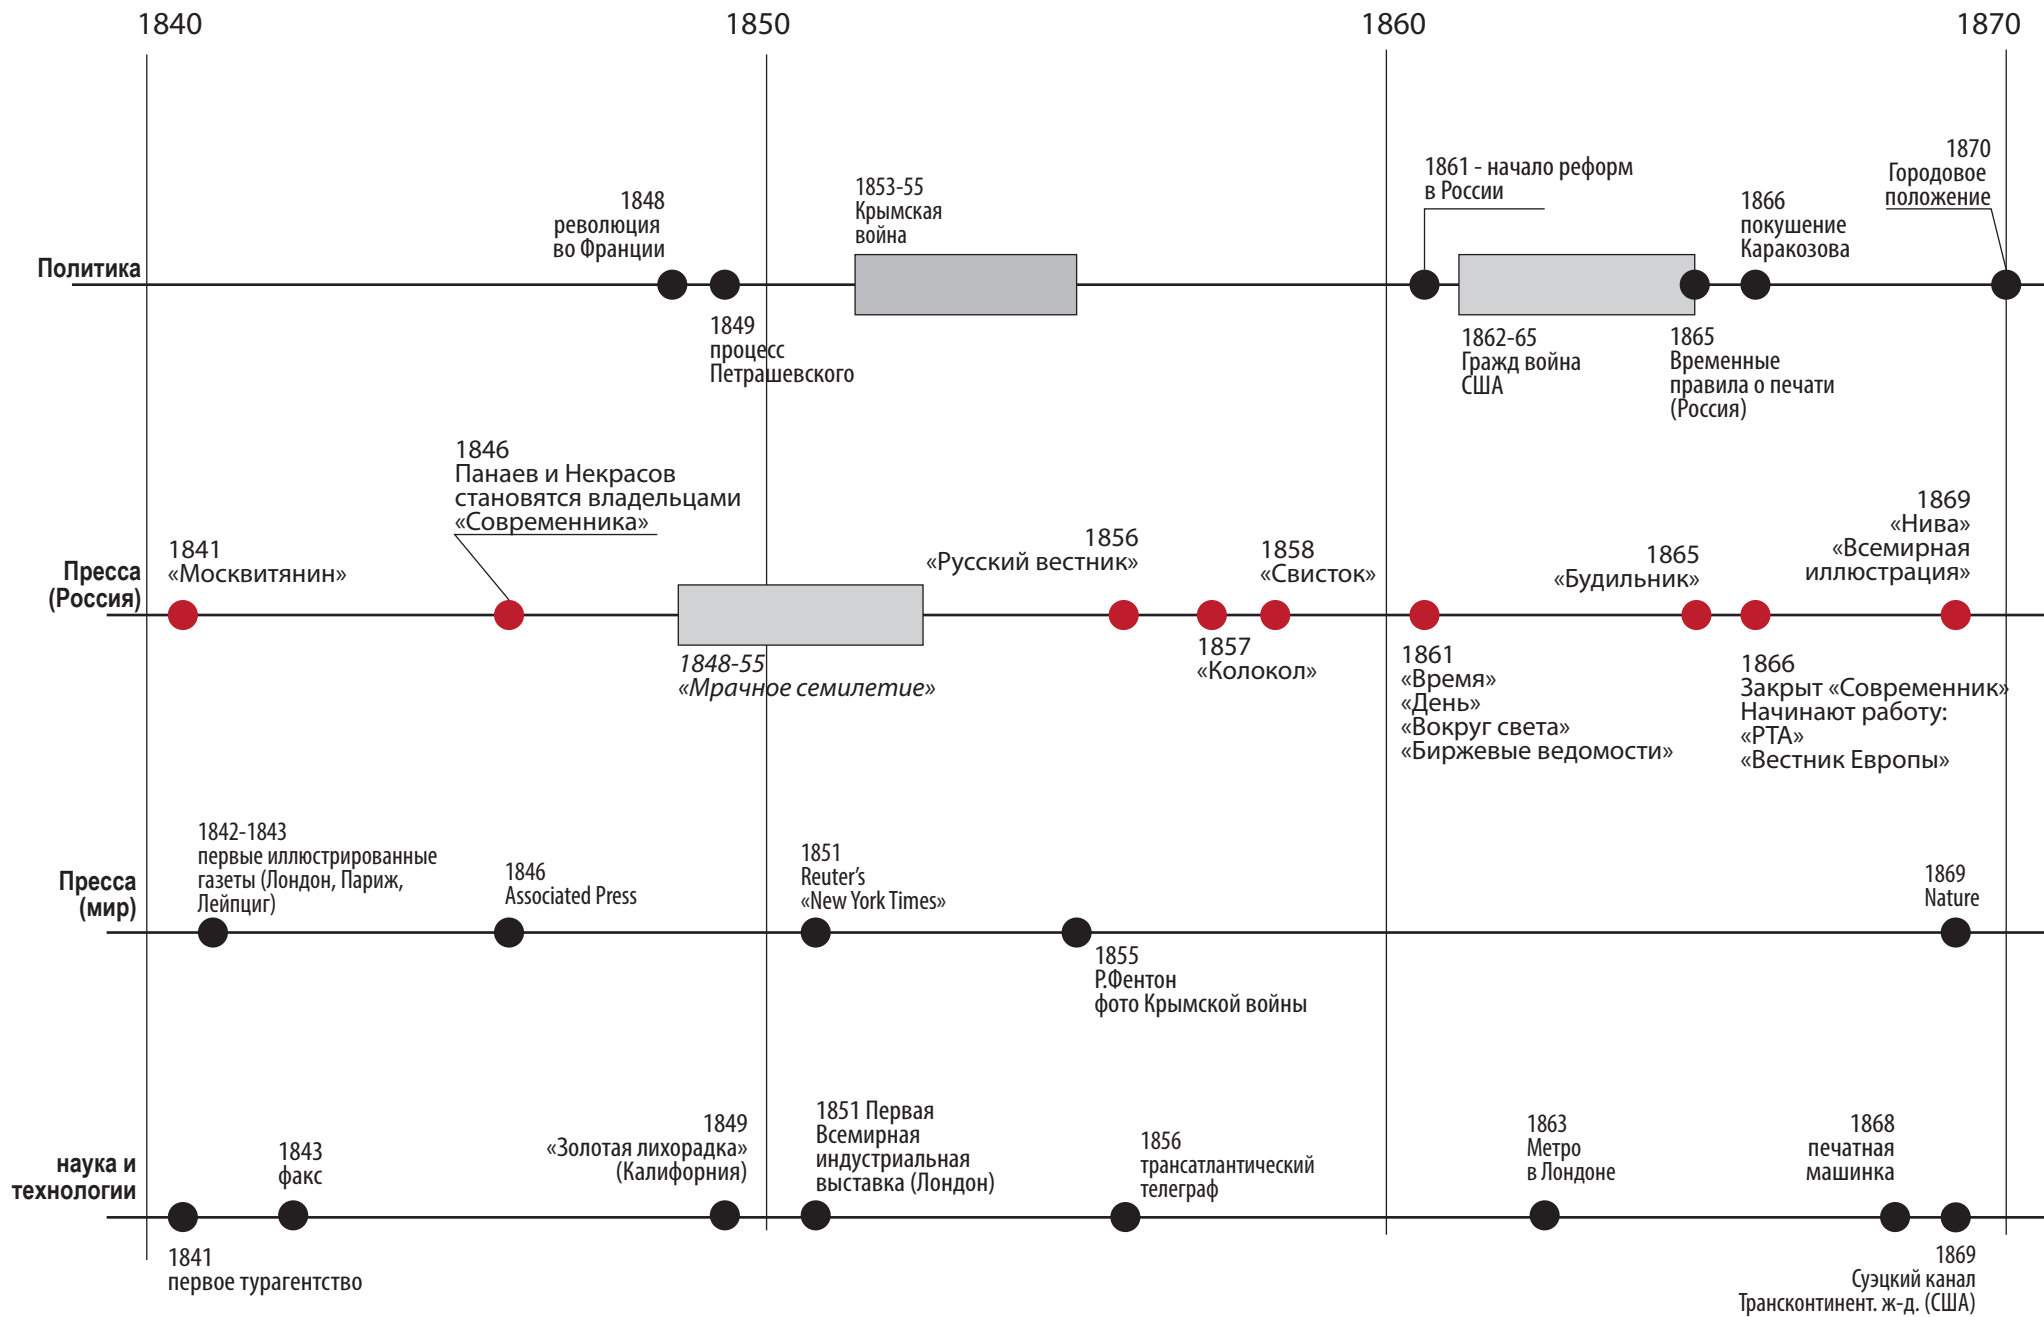 1840
1850
1860
1870
Политика
1848
революция
во Франции
1849
процесс
Петрашевского
1853-55
Крымская
война
1861 - начало реформ
в России
1862-65
Гражд война
США
1865
Временные
правила о печати
(Россия)
1866
покушение
Каракозова
1870
Городовое
положение
Пресса
(Россия)
1841
«Москвитянин»
1846
Панаев и Некрасов
становятся владельцами
«Современника»
1848-55
«Мрачное семилетие»
1856
«Русский вестник»
1857
«Колокол»
1858
«Свисток»
1861
«Время»
«День»
«Вокруг света»
«Биржевые ведомости»
1865
«Будильник»
1866
Закрыт «Современник»
Начинают работу:
«РТА»
«Вестник Европы»
1869
«Нива»
«Всемирная
иллюстрация»
Пресса
(мир)
1842-1843
первые иллюстрированные
газеты (Лондон, Париж,
Лейпциг)
1846
Associated Press
1851
Reuter’s
«New York Times»
1855
Р.Фентон
фото Крымской войны
1869
Nature
наука и
технологии
1841
первое турагентство
1843
факс
1849
«Золотая лихорадка»
(Калифорния)
1851 Первая
Всемирная
индустриальная
выставка (Лондон)
1856
трансатлантический
телеграф
1863
Метро
в Лондоне
1868
печатная
машинка
1869
Суэцкий канал
Трансконтинент. ж-д. (США)